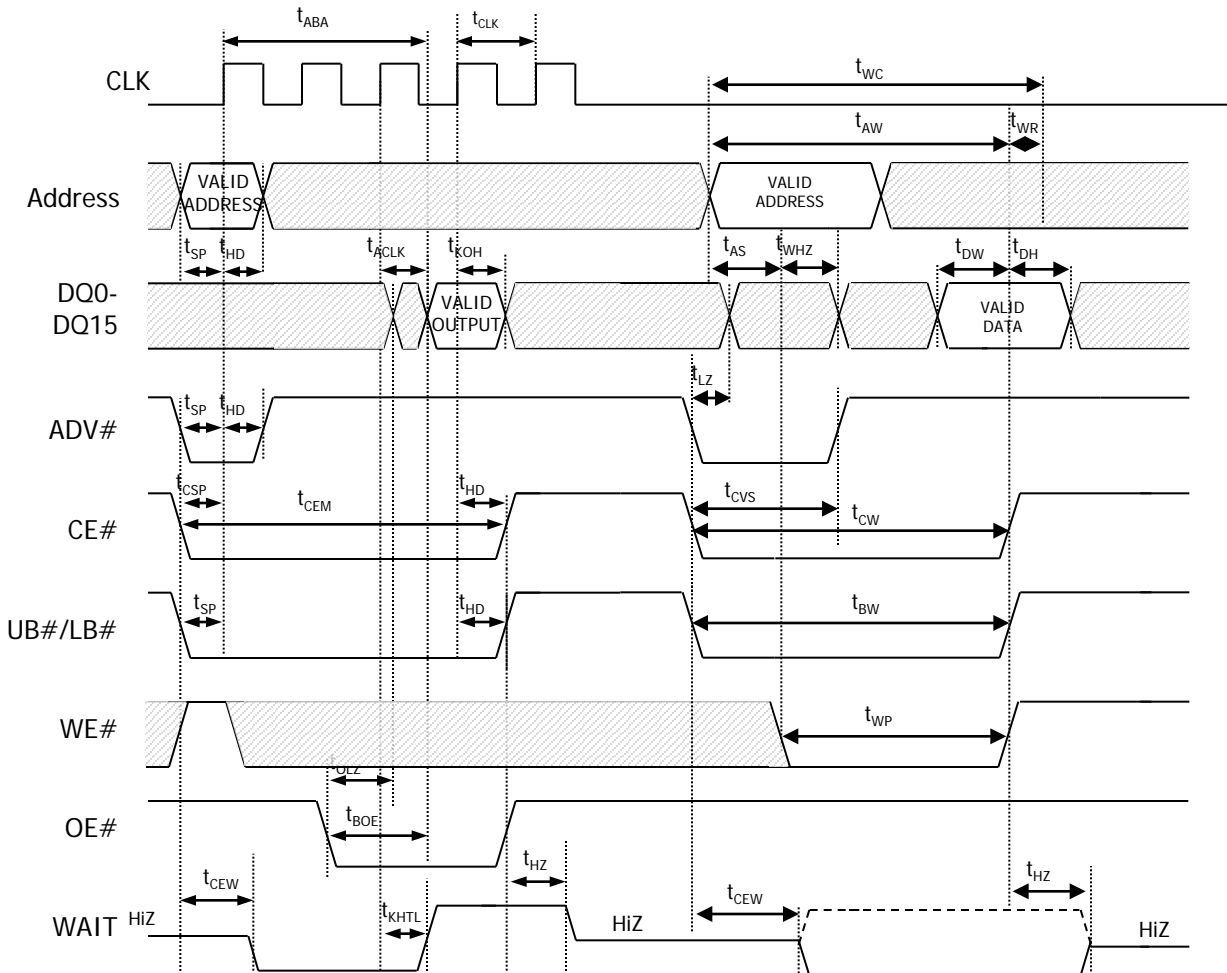 tABA
tCLK
CLK
tWC
tAW
tWR
Address
VALID
ADDRESS
VALID
ADDRESS
tSP
tHD
tACLK
tKOH
tAS
tWHZ
tDW
tDH
DQ0-
DQ15
VALID
OUTPUT
VALID
DATA
tLZ
ADV#
tSP
tHD
tCSP
tCEM
tHD
tCVS
tCW
CE#
UB#/LB#
tSP
tHD
tBW
WE#
tWP
tOLZ
OE#
tBOE
tCEW
tHZ
tHZ
tCEW
WAIT
HiZ
tKHTL
HiZ
HiZ